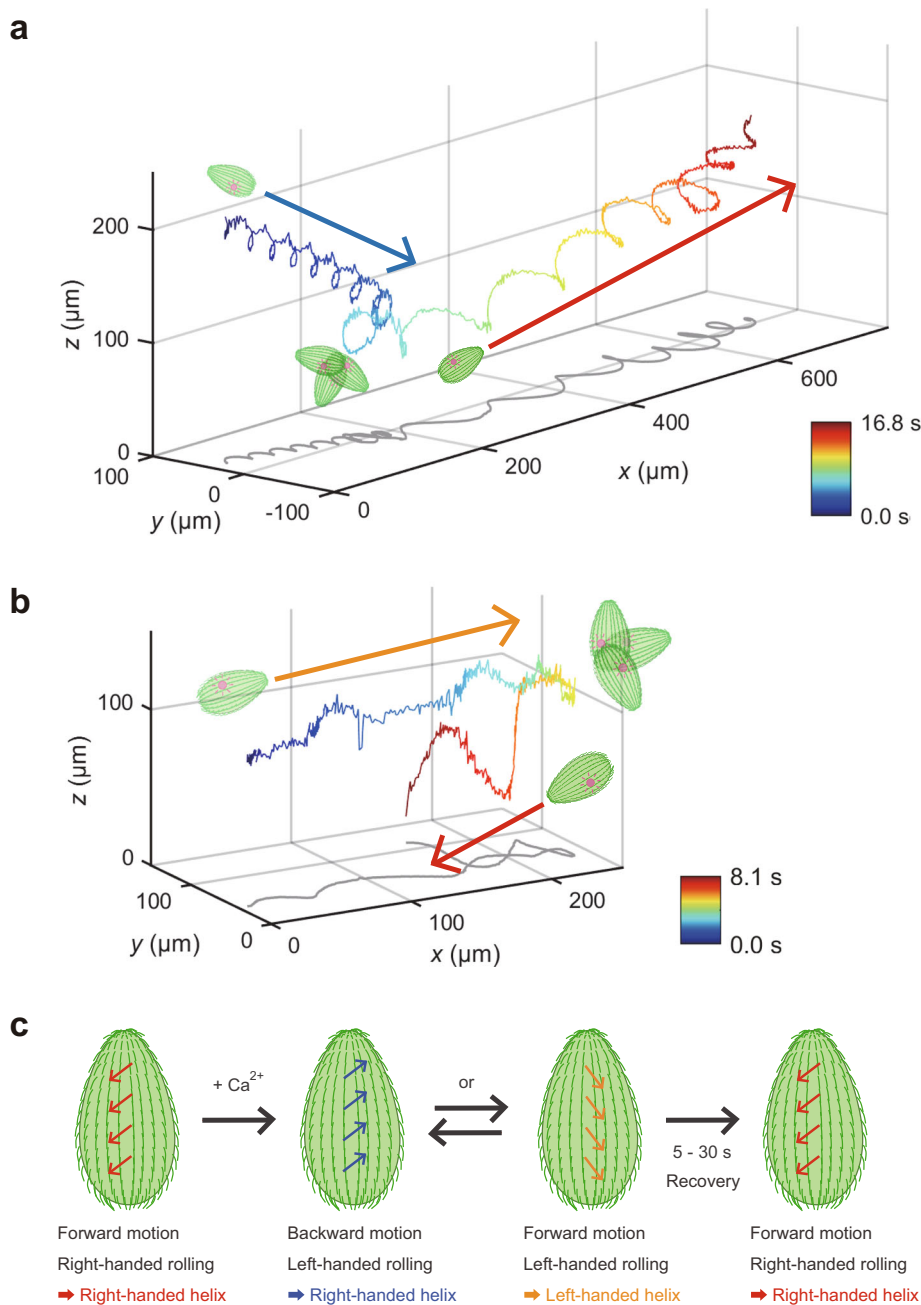 a
200
100
0
z (µm)
100
0
-100
y (µm)
0
200
400
600
x (µm)
16.8 s
0.0 s
b
100
0
z (µm)
100
0
y (µm)
0
100
200
x (µm)
8.1 s
0.0 s
c
+ Ca²⁺
or
5 - 30 s
Recovery
Forward motion
Right-handed rolling
Right-handed helix
Backward motion
Left-handed rolling
Right-handed helix
Forward motion
Left-handed rolling
Left-handed helix
Forward motion
Right-handed rolling
Right-handed helix